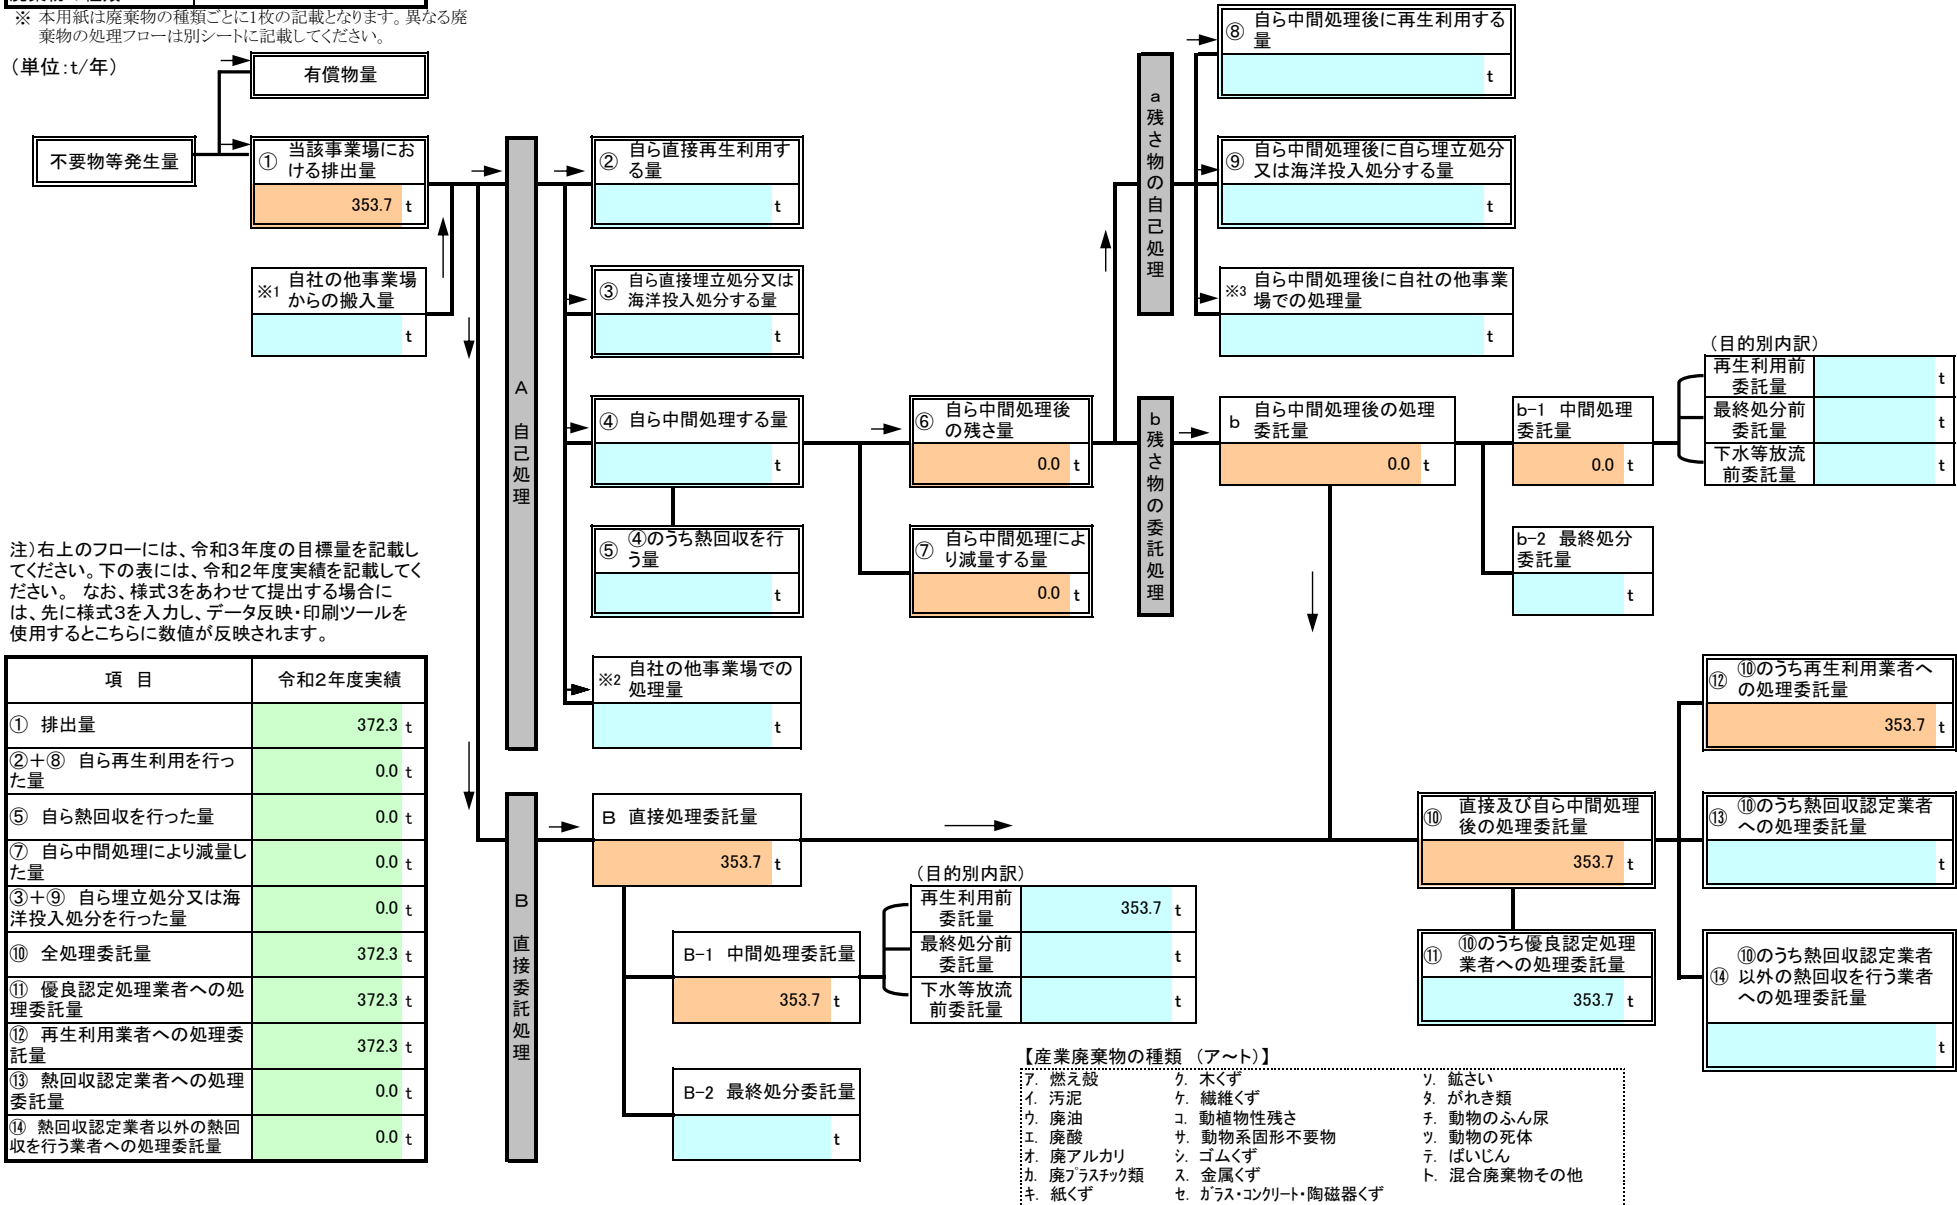 ※ 本用紙は廃棄物の種類ごとに1枚の記載となります。異なる廃
棄物の処理フローは別シートに記載してください。
(単位:t/年)
有償物量
不要物等発生量
① 当該事業場にお
ける排出量
353.7 t
※1 自社の他事業場
からの搬入量
t
A 自己処理
② 自ら直接再生利用す
る量
t
③ 自ら直接埋立処分又は
海洋投入処分する量
t
④ 自ら中間処理する量
t
⑤ ④のうち熱回収を行
う量
t
※2 自社の他事業場での
処理量
t
⑥ 自ら中間処理後
の残さ量
0.0 t
⑦ 自ら中間処理によ
り減量する量
0.0 t
a 残さ物の自己処理
⑧ 自ら中間処理後に再生利用する
量
t
⑨ 自ら中間処理後に自ら埋立処分
又は海洋投入処分する量
t
※3 自ら中間処理後に自社の他事業
場での処理量
t
b 残さ物の委託処理
b 自ら中間処理後の処理
委託量
0.0 t
b-1 中間処理
委託量
0.0 t
b-2 最終処分
委託量
t
(目的別内訳)
再生利用前
委託量
t
最終処分前
委託量
t
下水等放流
前委託量
t
注)右上のフローには、令和3年度の目標量を記載し
てください。下の表には、令和2年度実績を記載してく
ださい。 なお、様式3をあわせて提出する場合に
は、先に様式3を入力し、データ反映・印刷ツールを
使用するとこちらに数値が反映されます。
項 目 令和2年度実績
① 排出量 372.3 t
②+⑧ 自ら再生利用を行っ
た量 0.0 t
⑤ 自ら熱回収を行った量 0.0 t
⑦ 自ら中間処理により減量し
た量 0.0 t
③+⑨ 自ら埋立処分又は海
洋投入処分を行った量 0.0 t
⑩ 全処理委託量 372.3 t
⑪ 優良認定処理業者への処
理委託量 372.3 t
⑫ 再生利用業者への処理委
託量 372.3 t
⑬ 熱回収認定業者への処理
委託量 0.0 t
⑭ 熱回収認定業者以外の熱回
収を行う業者への処理委託量 0.0 t
B 直接委託処理
B 直接処理委託量
353.7 t
B-1 中間処理委託量
353.7 t
B-2 最終処分委託量
t
(目的別内訳)
再生利用前
委託量
353.7 t
最終処分前
委託量
t
下水等放流
前委託量
t
⑩ 直接及び自ら中間処理
後の処理委託量
353.7 t
⑪ ⑩のうち優良認定処理
業者への処理委託量
353.7 t
⑫ ⑩のうち再生利用業者へ
の処理委託量
353.7 t
⑬ ⑩のうち熱回収認定業者
への処理委託量
t
⑭ ⑩のうち熱回収認定業者
以外の熱回収を行う業者
への処理委託量
t
【産業廃棄物の種類 (ア~ト)】
ア. 燃え殻 ク. 木くず ソ. 鉱さい
イ. 汚泥 ケ. 繊維くず タ. がれき類
ウ. 廃油 コ. 動植物性残さ チ. 動物のふん尿
エ. 廃酸 サ. 動物系固形不要物 ツ. 動物の死体
オ. 廃アルカリ シ. ゴムくず テ. ばいじん
カ. 廃プラスチック類 ス. 金属くず ト. 混合廃棄物その他
キ. 紙くず セ. ガラス・コンクリート・陶磁器くず